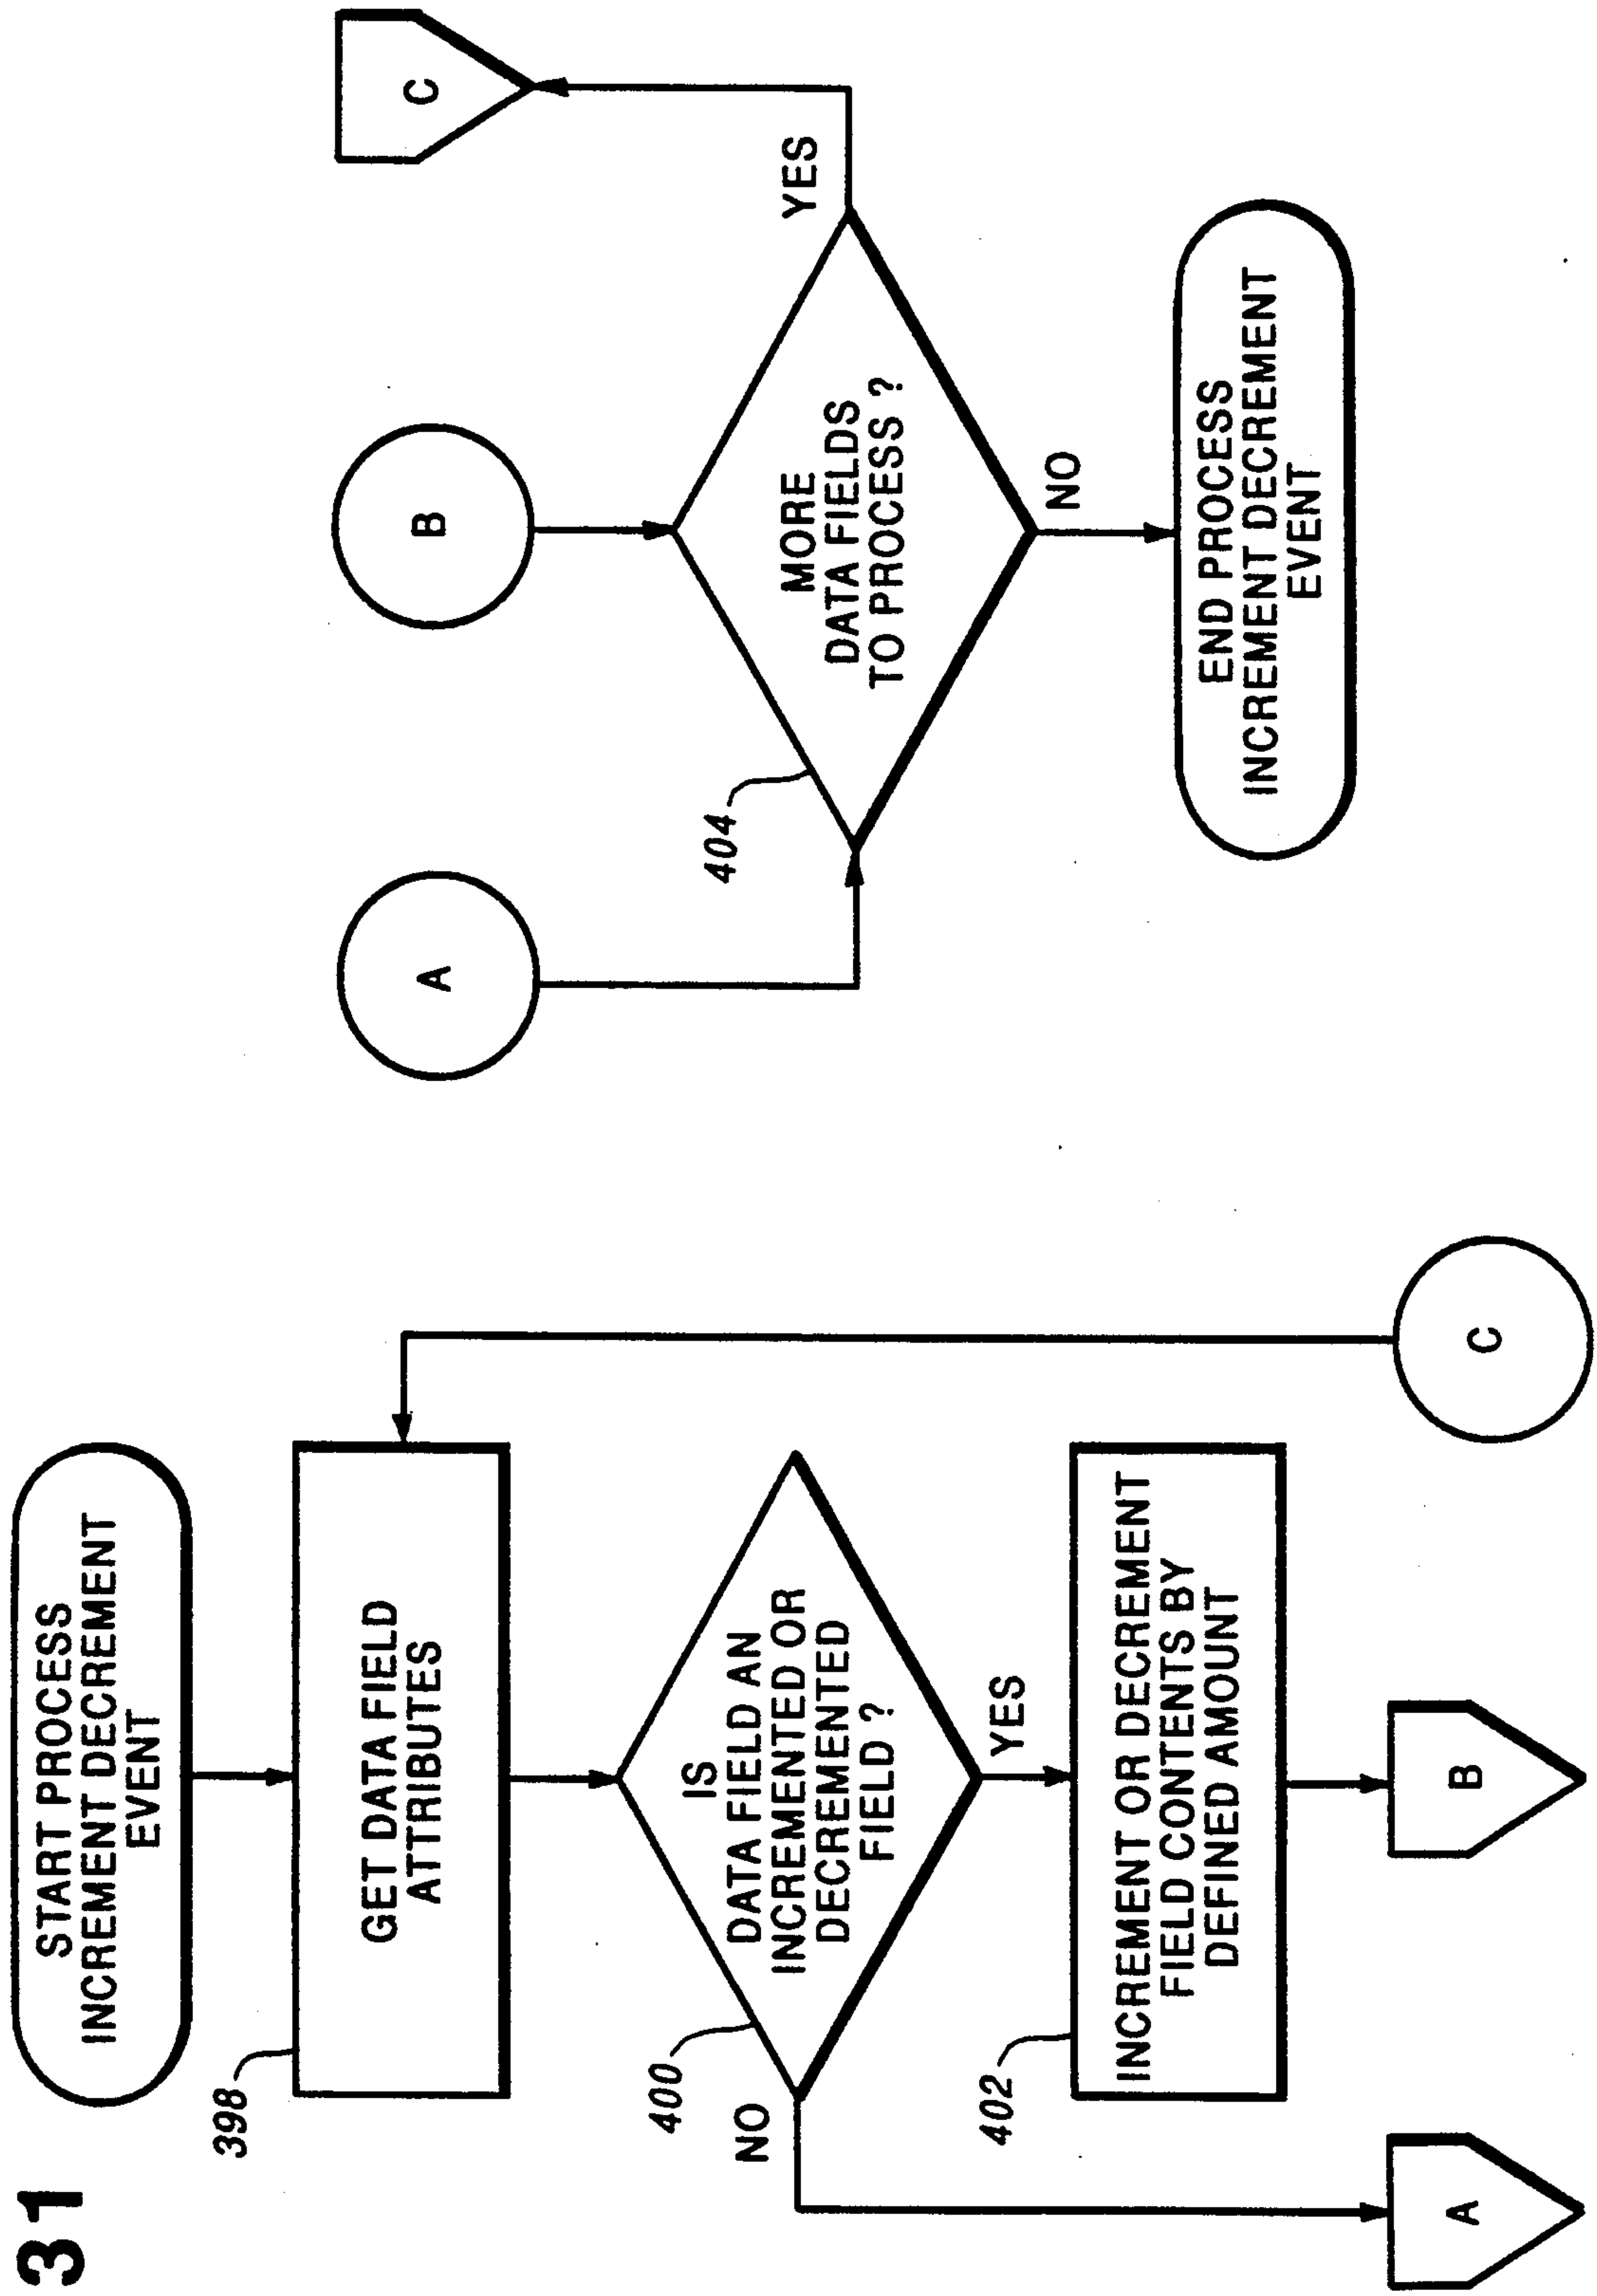 31
START PROCESS
INCREMENT DECREMENT
EVENT
398
GET DATA FIELD
ATTRIBUTES
400
IS
DATA FIELD AN
INCREMENTED OR
DECREMENTED
FIELD ?
NO
YES
402
INCREMENT OR DECREMENT
FIELD CONTENTS BY
DEFINED AMOUNT
A
B
C
A
B
C
404
MORE
DATA FIELDS
TO PROCESS ?
YES
NO
END PROCESS
INCREMENT DECREMENT
EVENT